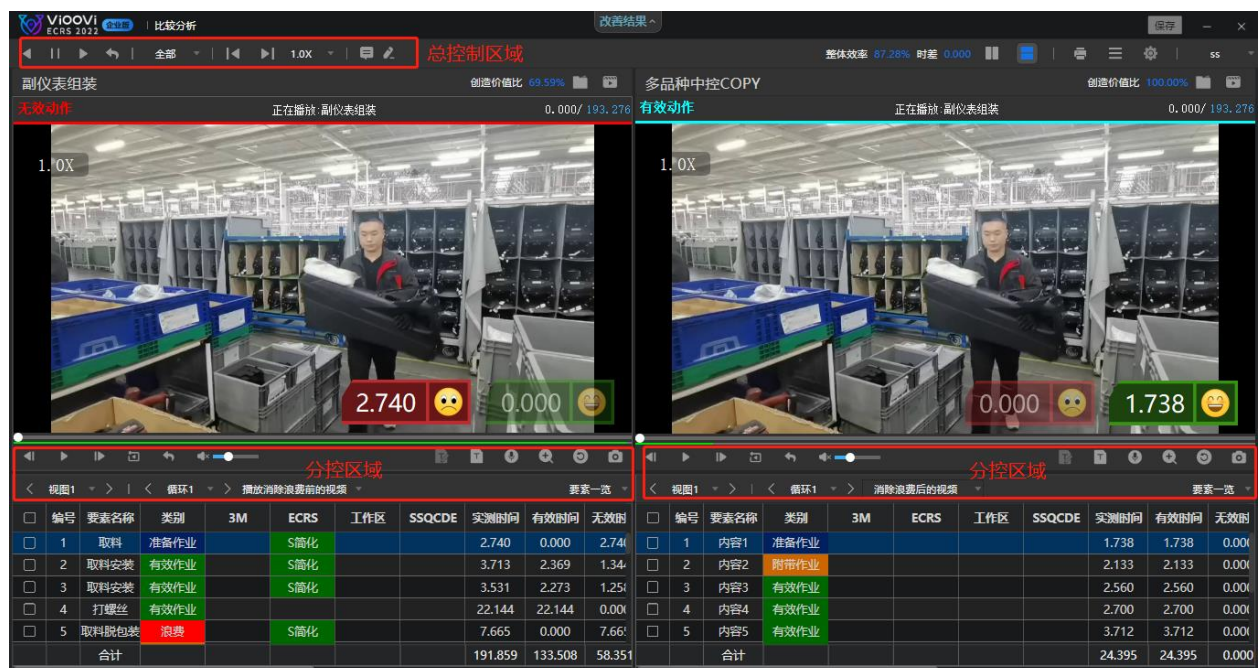 VIOOVI ECRS 2022 企业版 | 比较分析 改善结果 保存
全部 1.0X 总控制区域 整体效率 87.28% 时差 0.000 ss
副仪表组装 创造价值比 69.59% 多品种中控COPY 创造价值比 100.00%
无效动作 正在播放:副仪表组装 0.000/ 193.276 有效动作 正在播放:副仪表组装 0.000/ 193.276
1.0X 1.0X
2.740 0.000 0.000 1.738
分控区域 分控区域
视图1 循环1 播放消除浪费前的视频 要素一览 视图1 循环1 消除浪费后的视频 要素一览
编号 要素名称 类别 3M ECRS 工作区 SSQCDE 实测时间 有效时间 无效时 编号 要素名称 类别 3M ECRS 工作区 SSQCDE 实测时间 有效时间 无效时
1 取料 准备作业 S简化 2.740 0.000 2.740 1 内容1 准备作业 1.738 1.738 0.000
2 取料安装 有效作业 S简化 3.713 2.369 1.34 2 内容2 附带作业 2.133 2.133 0.000
3 取料安装 有效作业 S简化 3.531 2.273 1.25 3 内容3 有效作业 2.560 2.560 0.000
4 打螺丝 有效作业 22.144 22.144 0.000 4 内容4 有效作业 2.700 2.700 0.000
5 取料脱包装 浪费 S简化 7.665 0.000 7.66 5 内容5 有效作业 3.712 3.712 0.000
合计 191.859 133.508 58.351 合计 24.395 24.395 0.000